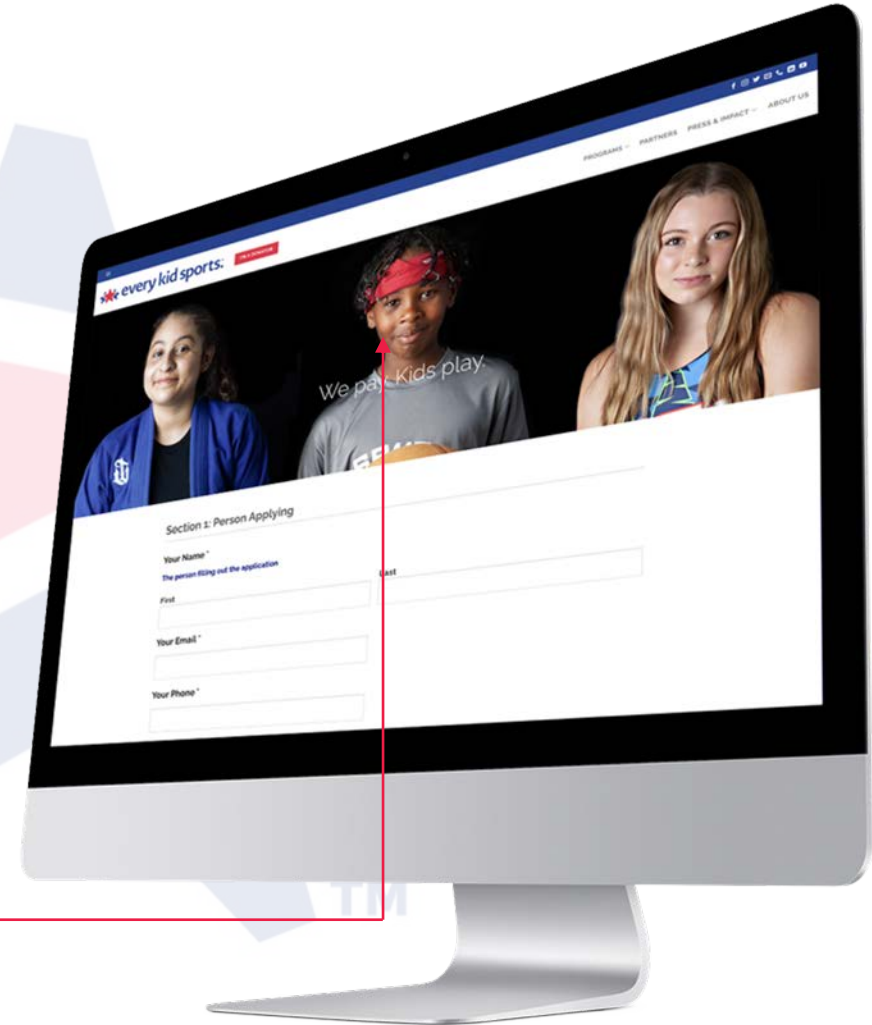 PROGRAMS PARTNERS PRESS & IMPACT ABOUT US
every kid sports.
I'M A DONATOR
We pay. Kids play.
Section 1: Person Applying
Your Name *
The person filling out the application
First
Last
Your Email *
Your Phone *
TM